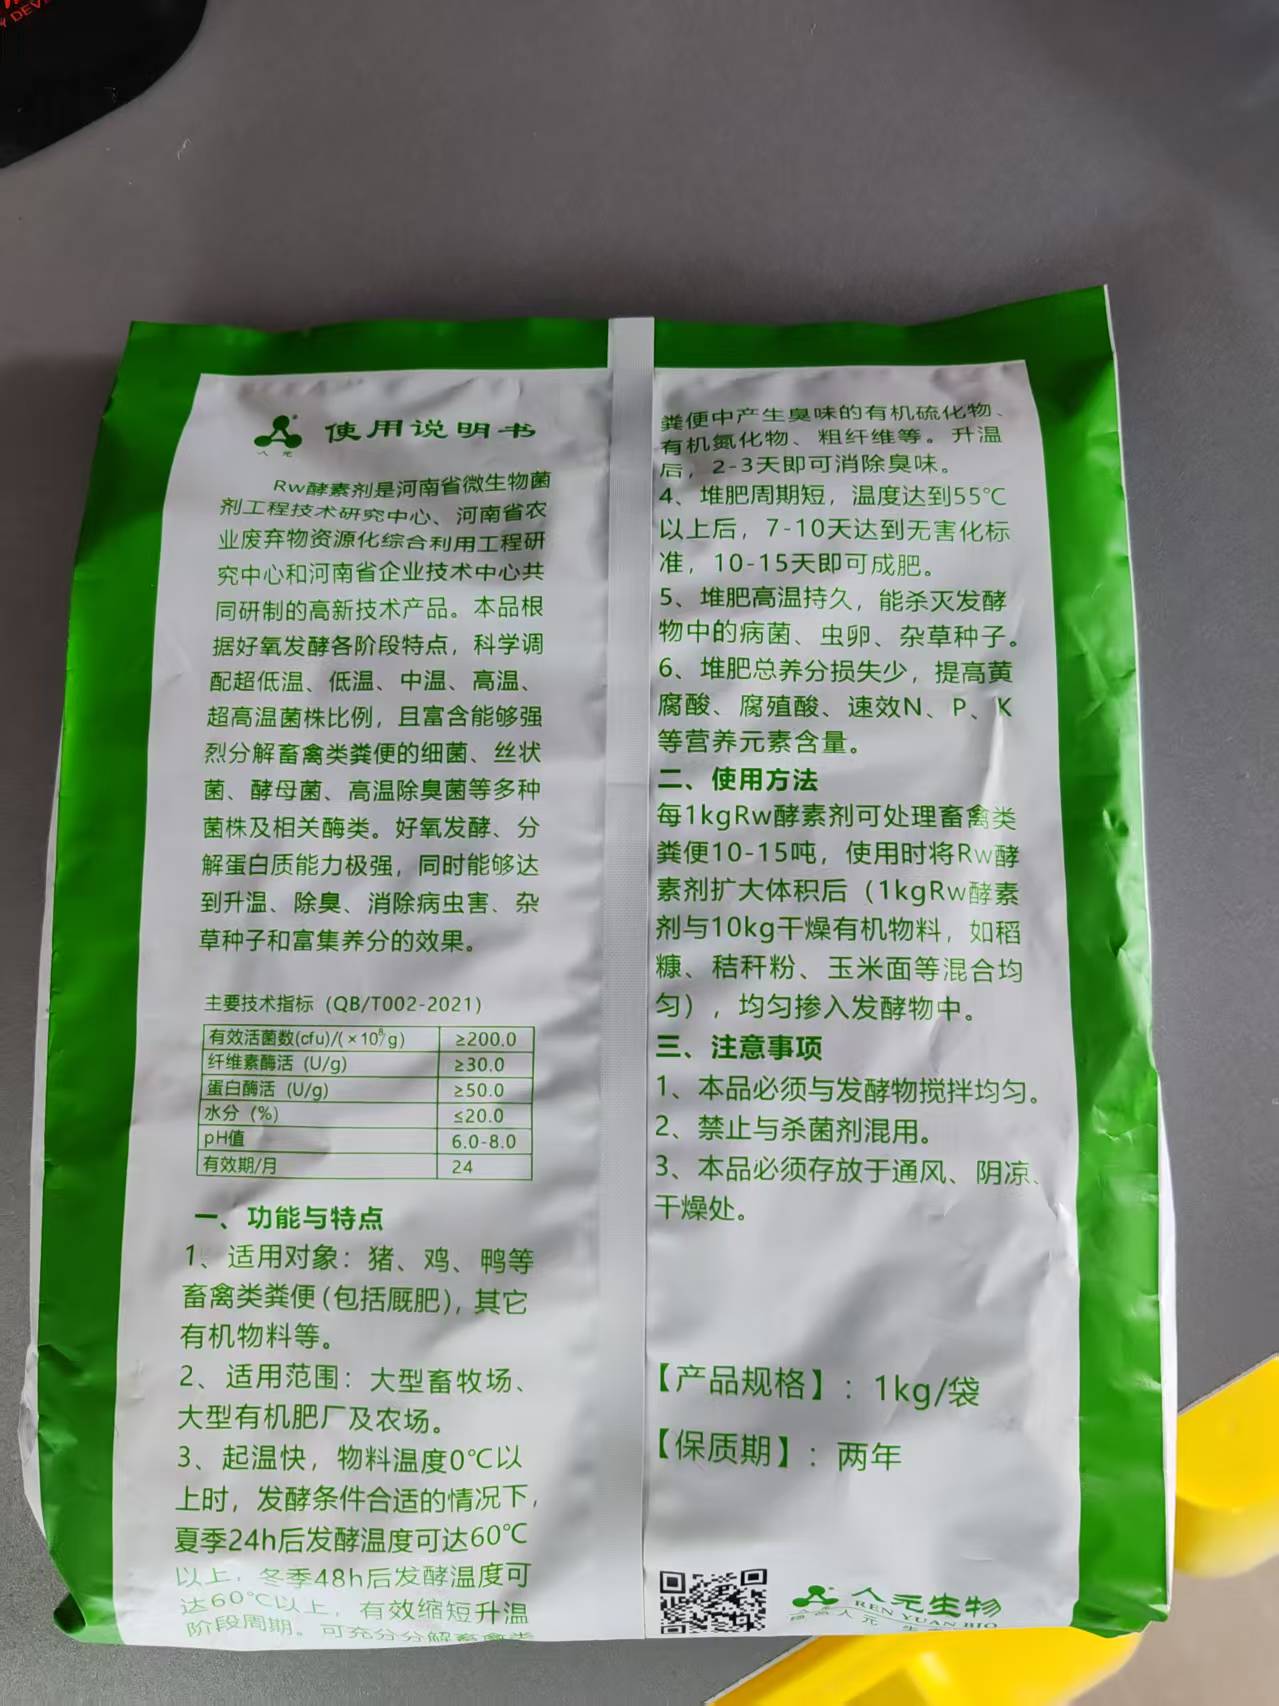 Y DEV
人元
使用说明书
Rw酵素剂是河南省微生物菌
剂工程技术研究中心、河南省农
业废弃物资源化综合利用工程研
究中心和河南省企业技术中心共
同研制的高新技术产品。本品根
据好氧发酵各阶段特点，科学调
配超低温、低温、中温、高温、
超高温菌株比例，且富含能够强
烈分解畜禽类粪便的细菌、丝状
菌、酵母菌、高温除臭菌等多种
菌株及相关酶类。好氧发酵、分
解蛋白质能力极强，同时能够达
到升温、除臭、消除病虫害、杂
草种子和富集养分的效果。
主要技术指标（QB/T002-2021）
有效活菌数(cfu)/(×10⁸/g) ≥200.0
纤维素酶活（U/g） ≥30.0
蛋白酶活（U/g） ≥50.0
水分（%） ≤20.0
pH值 6.0-8.0
有效期/月 24
一、功能与特点
1、适用对象：猪、鸡、鸭等
畜禽类粪便(包括厩肥)，其它
有机物料等。
2、适用范围：大型畜牧场、
大型有机肥厂及农场。
3、起温快，物料温度0℃以
上时，发酵条件合适的情况下，
夏季24h后发酵温度可达60℃
以上，冬季48h后发酵温度可
达60℃以上，有效缩短升温
阶段周期。可充分分解畜禽类
粪便中产生臭味的有机硫化物、
有机氮化物、粗纤维等。升温
后，2-3天即可消除臭味。
4、堆肥周期短，温度达到55℃
以上后，7-10天达到无害化标
准，10-15天即可成肥。
5、堆肥高温持久，能杀灭发酵
物中的病菌、虫卵、杂草种子。
6、堆肥总养分损失少，提高黄
腐酸、腐殖酸、速效N、P、K
等营养元素含量。
二、使用方法
每1kgRw酵素剂可处理畜禽类
粪便10-15吨，使用时将Rw酵
素剂扩大体积后（1kgRw酵素
剂与10kg干燥有机物料，如稻
糠、秸秆粉、玉米面等混合均
匀），均匀掺入发酵物中。
三、注意事项
1、本品必须与发酵物搅拌均匀。
2、禁止与杀菌剂混用。
3、本品必须存放于通风、阴凉、
干燥处。
【产品规格】：1kg/袋
【保质期】：两年
人元生物
REN YUAN BIO